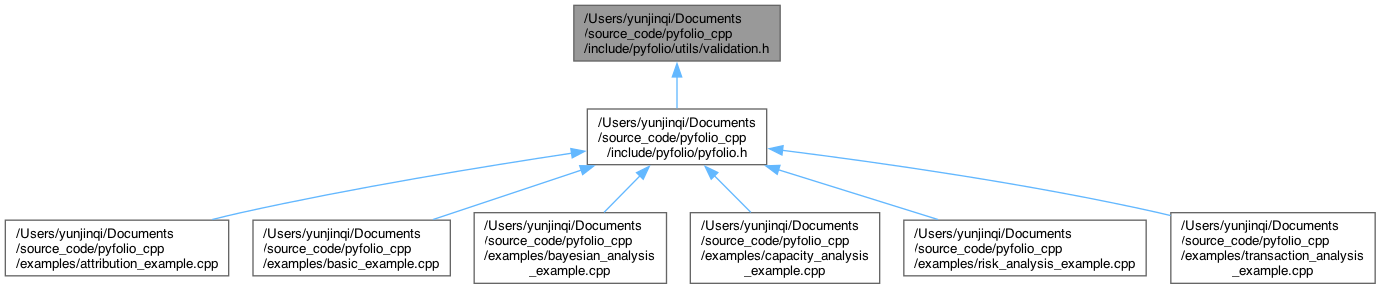 /Users/yunjinqi/Documents
/source_code/pyfolio_cpp
/include/pyfolio/utils/validation.h
/Users/yunjinqi/Documents
/source_code/pyfolio_cpp
/include/pyfolio/pyfolio.h
/Users/yunjinqi/Documents
/source_code/pyfolio_cpp
/examples/attribution_example.cpp
/Users/yunjinqi/Documents
/source_code/pyfolio_cpp
/examples/basic_example.cpp
/Users/yunjinqi/Documents
/source_code/pyfolio_cpp
/examples/bayesian_analysis
_example.cpp
/Users/yunjinqi/Documents
/source_code/pyfolio_cpp
/examples/capacity_analysis
_example.cpp
/Users/yunjinqi/Documents
/source_code/pyfolio_cpp
/examples/risk_analysis_example.cpp
/Users/yunjinqi/Documents
/source_code/pyfolio_cpp
/examples/transaction_analysis
_example.cpp